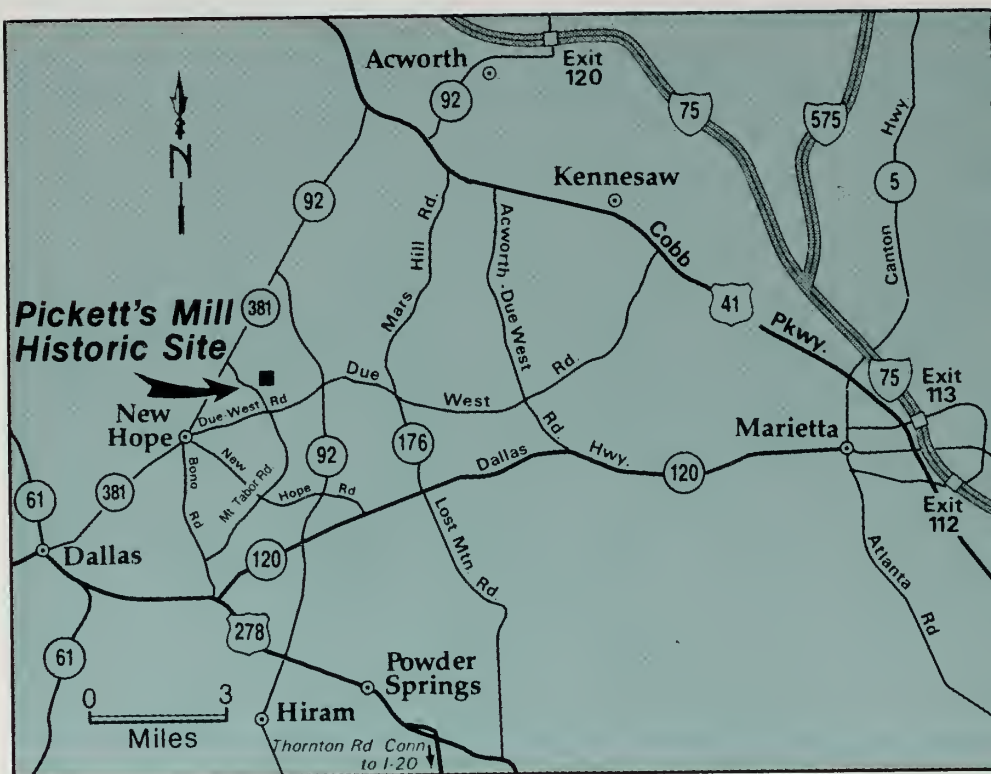 Acworth
Exit
120
92
75
575
Hwy
5
Canton
N
92
Kennesaw
Cobb
41
Pkwy.
Mars Hill Rd.
Acworth-Due West Rd.
381
Pickett's Mill
Historic Site
Due West Rd
Due West Rd.
New
Hope
75
Exit
113
Marietta
Exit
112
176
92
Dallas Hwy.
120
Bono Rd
New Hope Rd
Mt Tabor Rd.
61
381
Dallas
120
Lost Mtn. Rd.
Atlanta Rd
278
61
Powder
Springs
0 3
Miles
Hiram
Thornton Rd Conn
to I-20